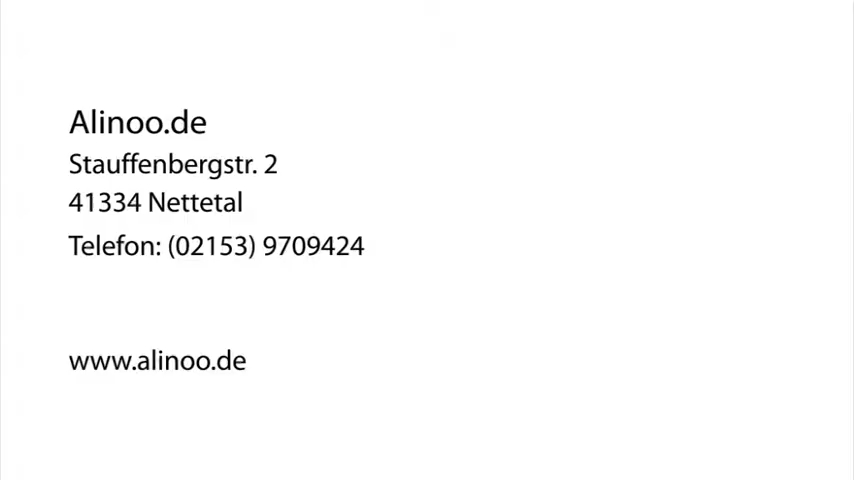 Alinoo.de
Stauffenbergstr. 2
41334 Nettetal
Telefon: (02153) 9709424
www.alinoo.de